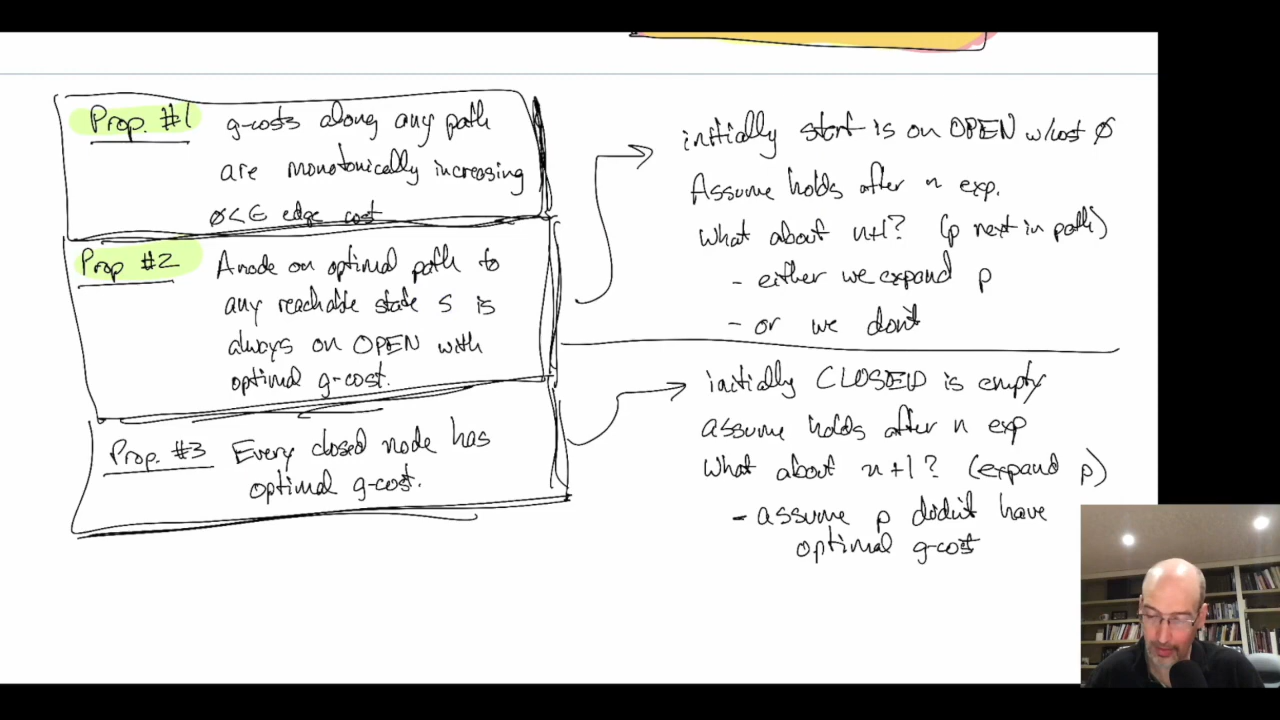 Prop. #1 g-costs along any path
are monotonically increasing
0<ϵ edge cost
Prop #2 A node on optimal path to
any reachable state s is
always on OPEN with
optimal g-cost.
Prop. #3 Every closed node has
optimal g-cost.
initially start is on OPEN w/cost 0
Assume holds after n exp.
What about n+1? (p next in path)
- either we expand p
- or we don't
initially CLOSED is empty
assume holds after n exp
What about n+1? (expand p)
- assume p didn't have
optimal g-cost